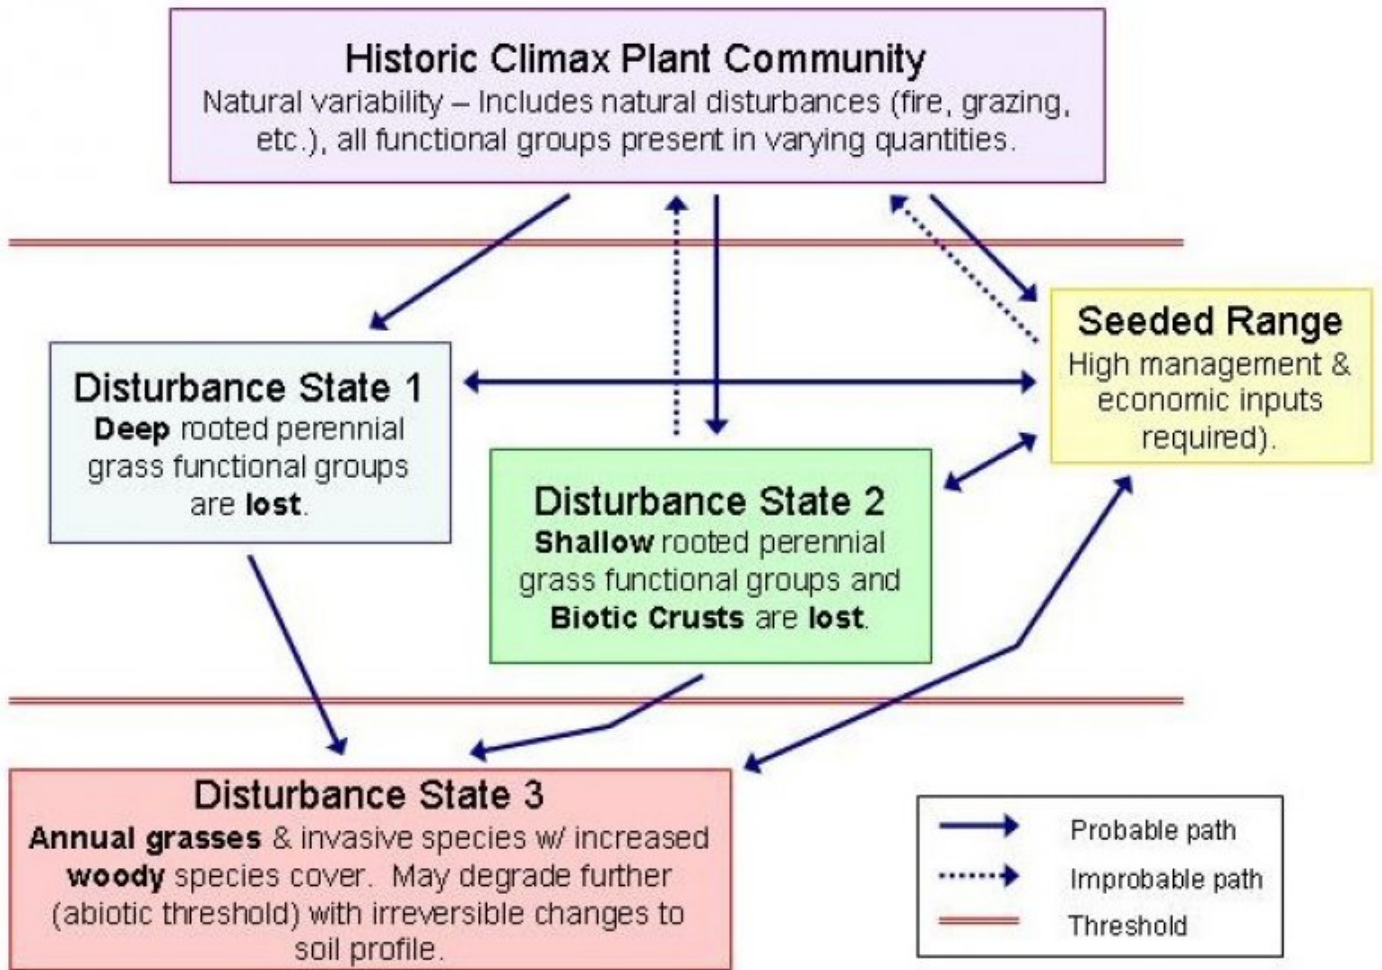 Historic Climax Plant Community
Natural variability – Includes natural disturbances (fire, grazing,
etc.), all functional groups present in varying quantities.
Seeded Range
High management &
economic inputs
required).
Disturbance State 1
Deep rooted perennial
grass functional groups
are lost.
Disturbance State 2
Shallow rooted perennial
grass functional groups and
Biotic Crusts are lost.
Disturbance State 3
Annual grasses & invasive species w/ increased
woody species cover. May degrade further
(abiotic threshold) with irreversible changes to
soil profile.
Probable path
Improbable path
Threshold